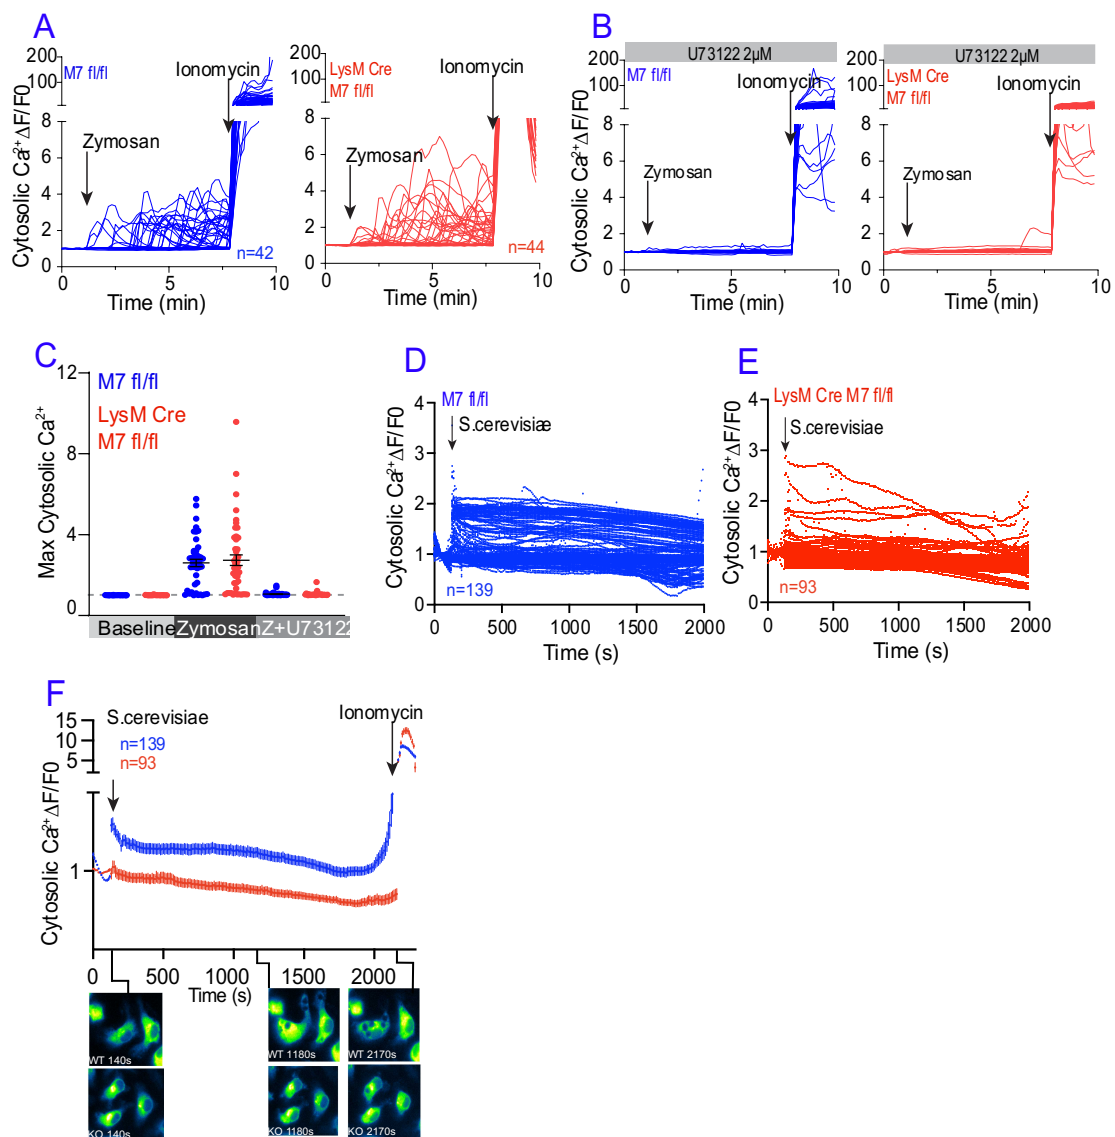 A
200
100
M7 fl/fl
Ionomycin
Zymosan
8
6
4
2
0
Cytosolic Ca²⁺ΔF/F0
n=42
0
5
10
Time (min)
200
100
LysM Cre
M7 fl/fl
Ionomycin
Zymosan
8
6
4
2
0
n=44
0
5
10
Time (min)
B
U73122 2µM
200
100
M7 fl/fl
Ionomycin
Zymosan
8
6
4
2
0
Cytosolic Ca²⁺ΔF/F0
0
5
10
Time (min)
U73122 2µM
200
100
LysM Cre
M7 fl/fl
Ionomycin
Zymosan
8
6
4
2
0
0
5
10
Time (min)
C
12
8
4
0
Max Cytosolic Ca²⁺
M7 fl/fl
LysM Cre
M7 fl/fl
Baseline
Zymosan
Z+U73122
D
M7 fl/fl
S.cerevisiæ
4
3
2
1
0
Cytosolic Ca²⁺ΔF/F0
n=139
0
500
1000
1500
2000
Time (s)
E
LysM Cre M7 fl/fl
S.cerevisiae
4
3
2
1
0
Cytosolic Ca²⁺ΔF/F0
n=93
0
500
1000
1500
2000
Time (s)
F
15
10
5
1
Cytosolic Ca²⁺ΔF/F0
S.cerevisiae
n=139
n=93
Ionomycin
0
500
1000
1500
2000
Time (s)
WT 140s
WT 1180s
WT 2170s
KO 140s
KO 1180s
KO 2170s